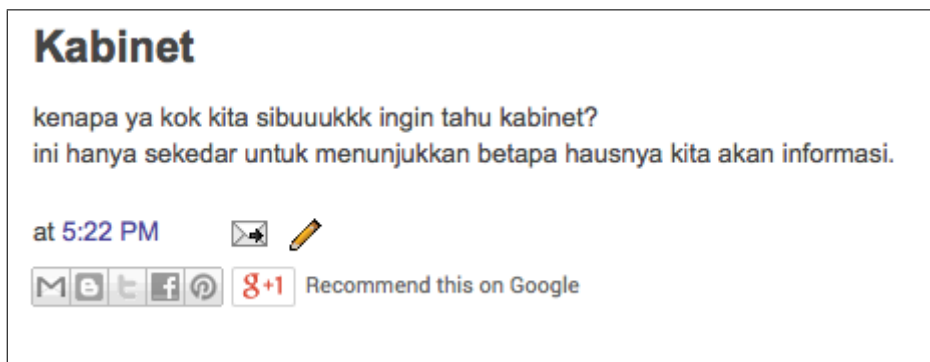 Kabinet
kenapa ya kok kita sibuuukkk ingin tahu kabinet?
ini hanya sekedar untuk menunjukkan betapa hausnya kita akan informasi.
at 5:22 PM
g+1 Recommend this on Google